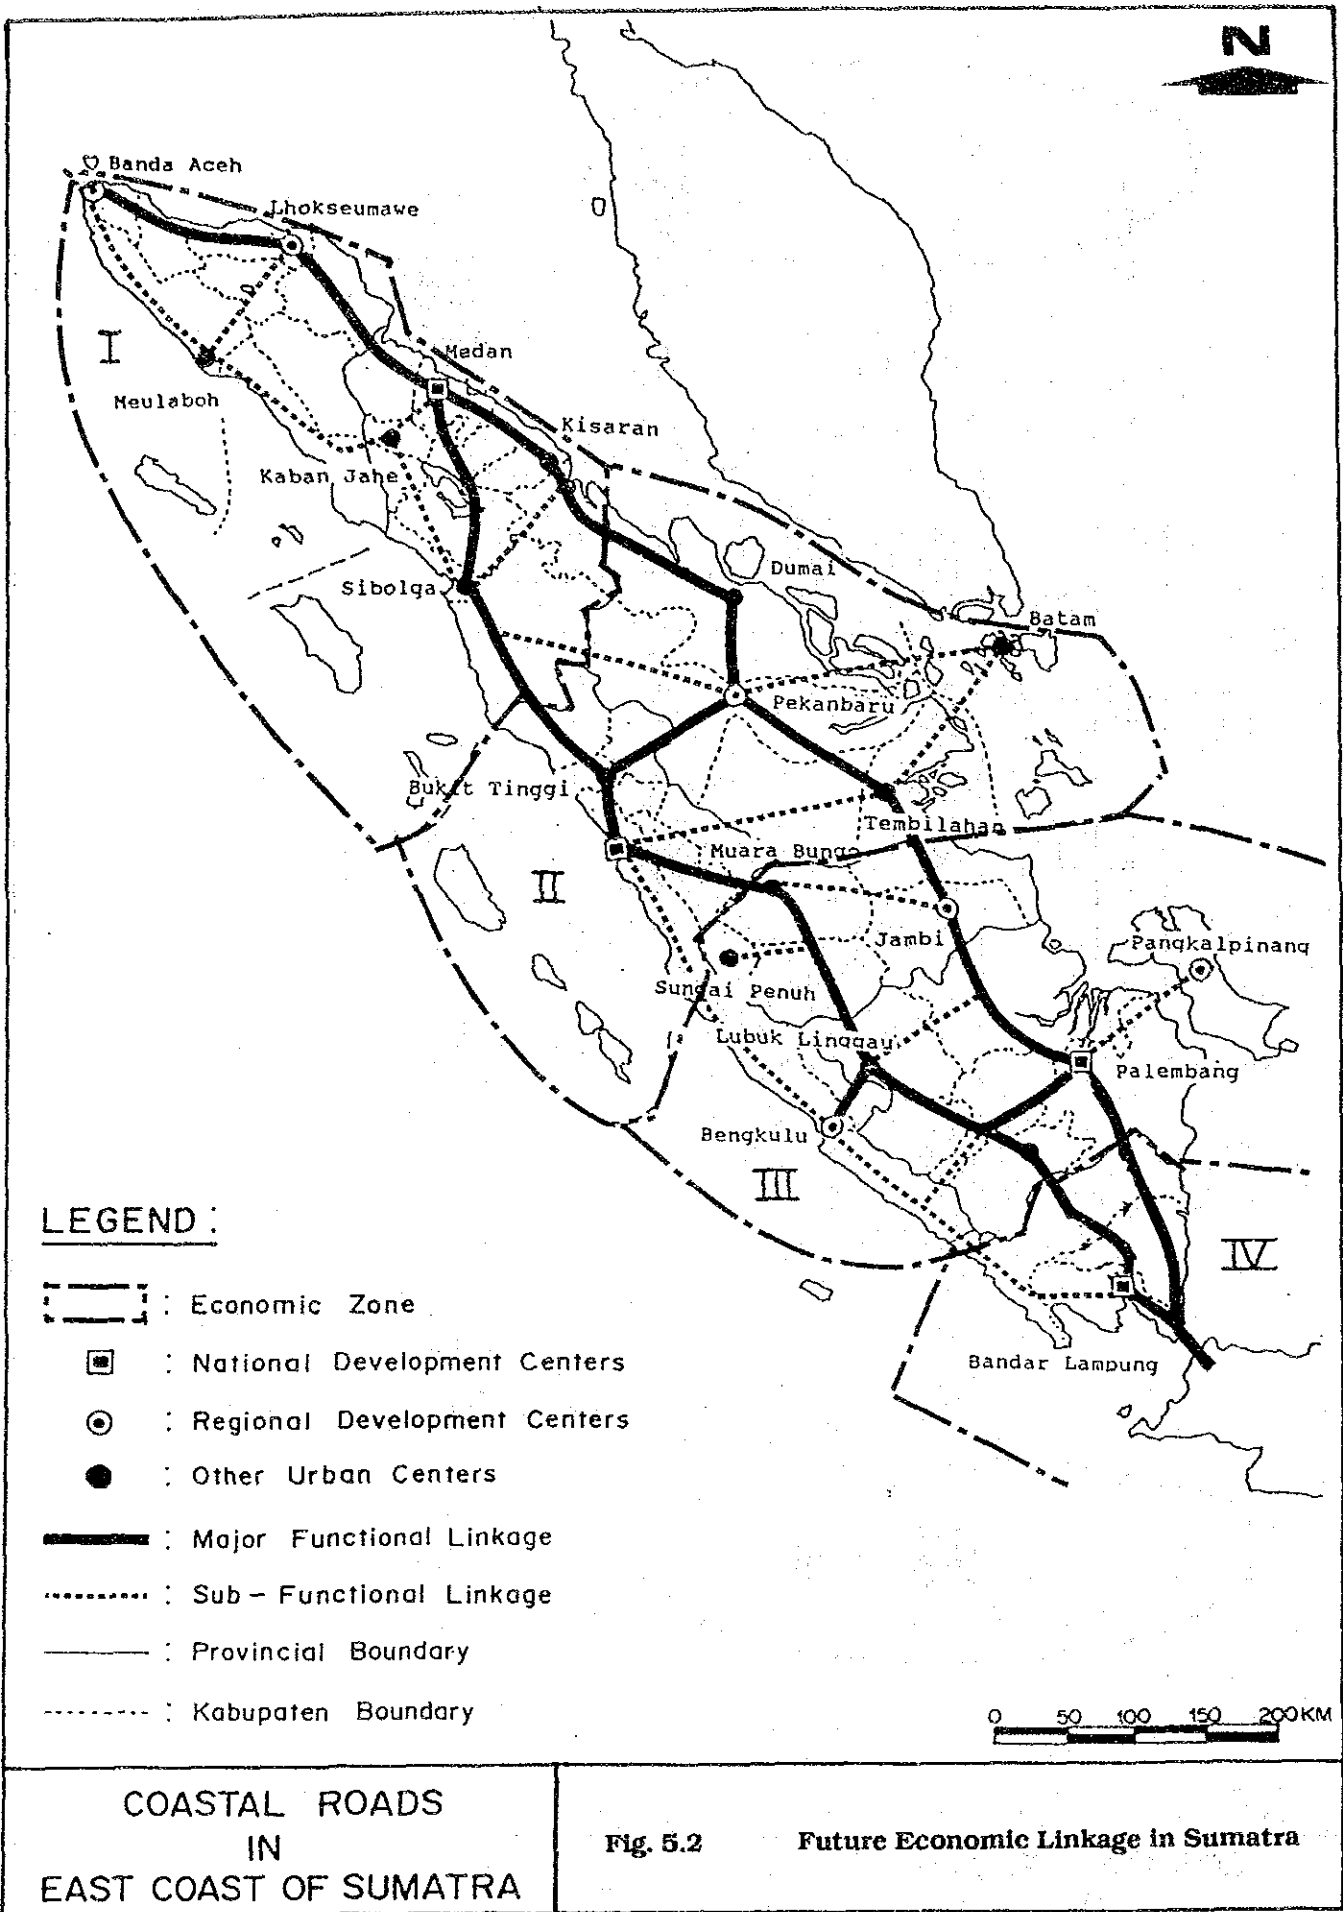 N
Banda Aceh
Lhokseumawe
I
Medan
Meulaboh
Kisaran
Kaban Jahe
Dumai
Sibolga
Batam
Pekanbaru
Bukit Tinggi
Tembilahan
Muara Bungo
II
Jambi
Pangkalpinang
Sungai Penuh
Lubuk Linggau
Palembang
Bengkulu
III
IV
Bandar Lampung
LEGEND :
: Economic Zone
: National Development Centers
: Regional Development Centers
: Other Urban Centers
: Major Functional Linkage
: Sub - Functional Linkage
: Provincial Boundary
: Kabupaten Boundary
0 50 100 150 200KM
COASTAL ROADS
IN
EAST COAST OF SUMATRA
Fig. 5.2 Future Economic Linkage in Sumatra